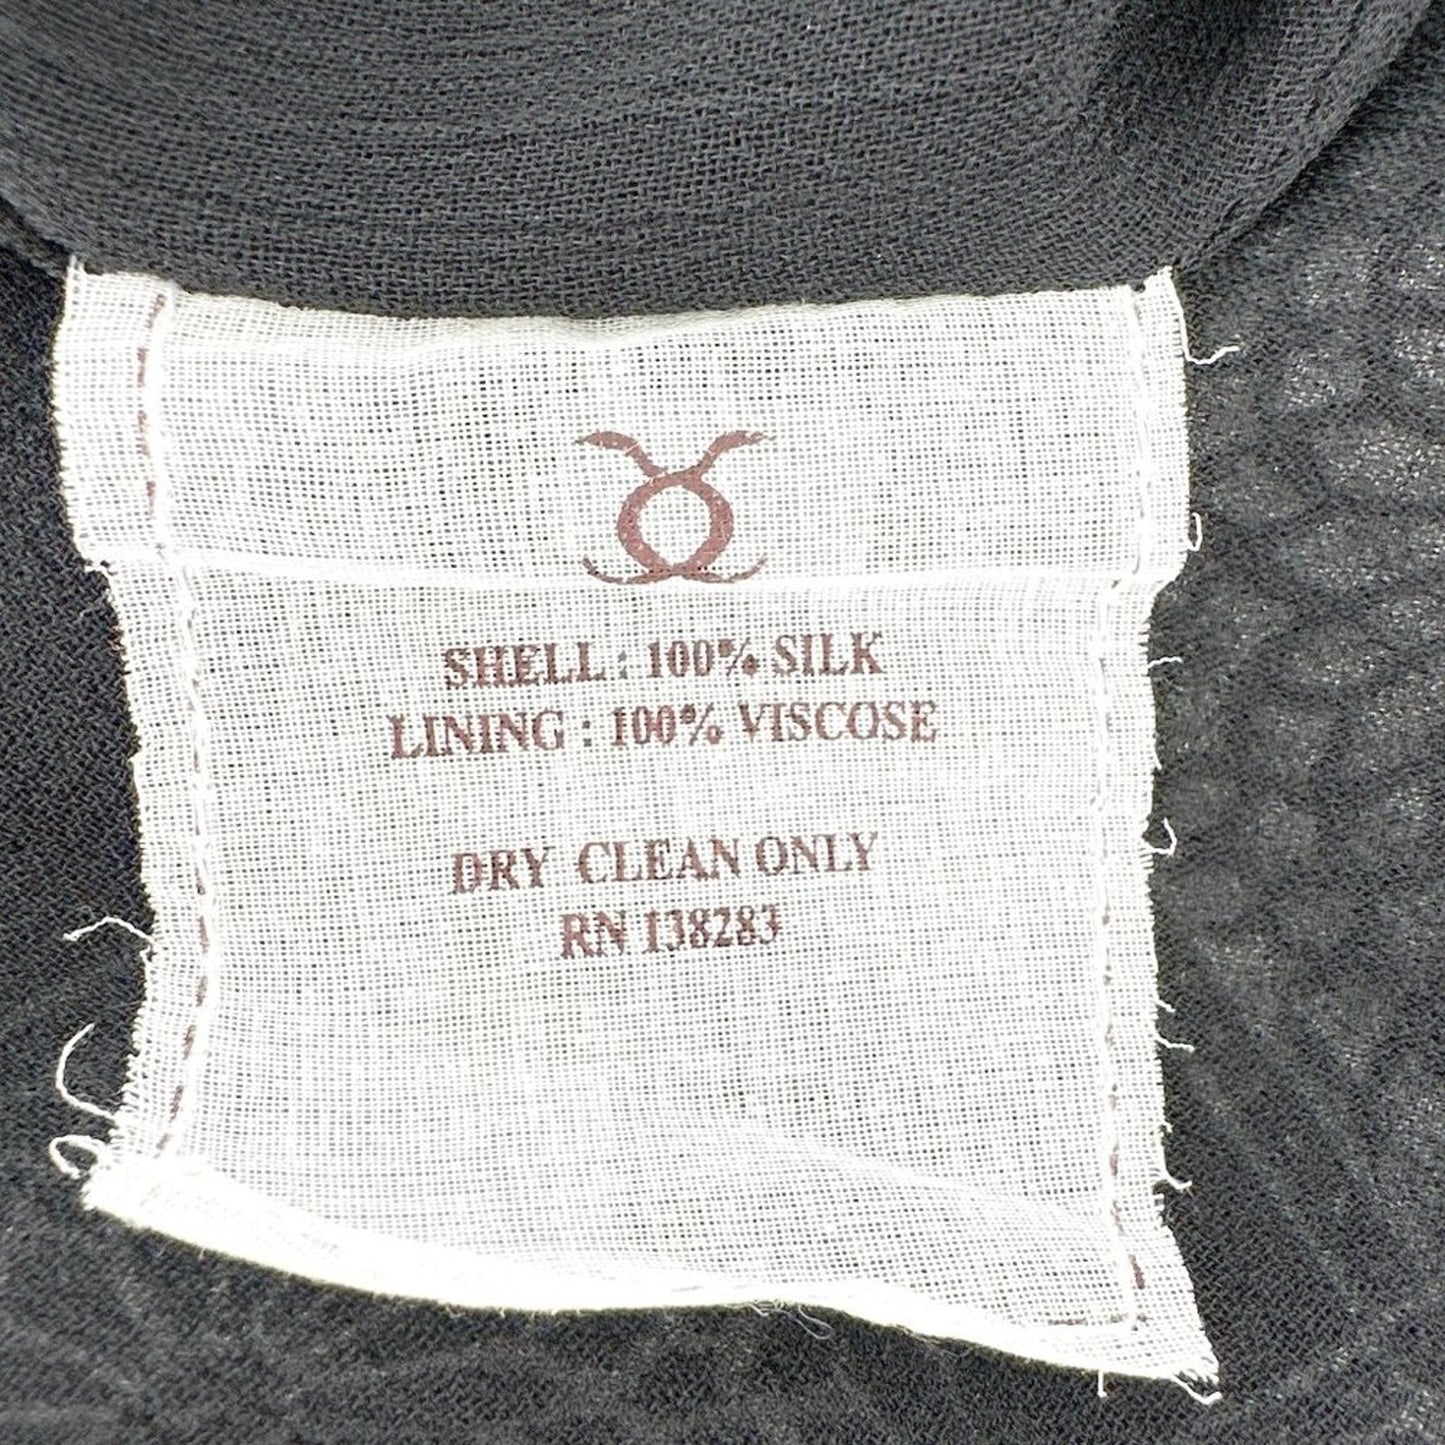 SHELL : 100% SILK
LINING : 100% VISCOSE
DRY CLEAN ONLY
RN 138283